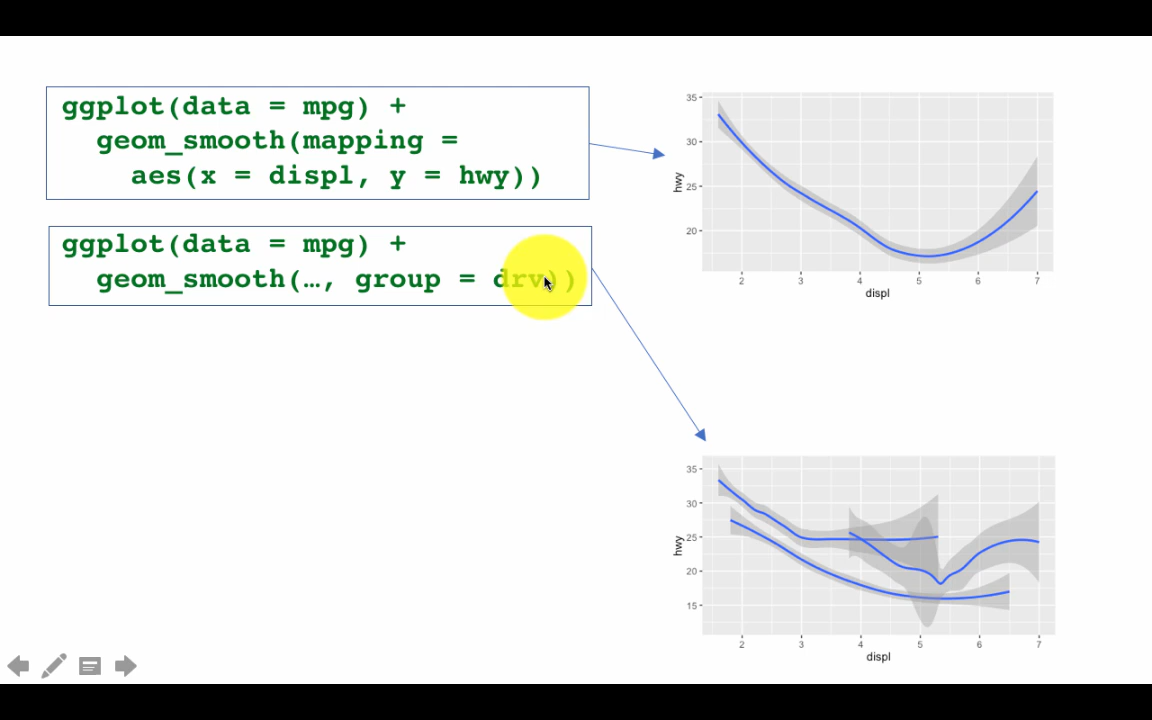 ggplot(data = mpg) +
geom_smooth(mapping =
aes(x = displ, y = hwy))
ggplot(data = mpg) +
geom_smooth(…, group = drv))
35
30
25
20
hwy
2 3 4 5 6 7
displ
35
30
25
20
15
hwy
2 3 4 5 6 7
displ